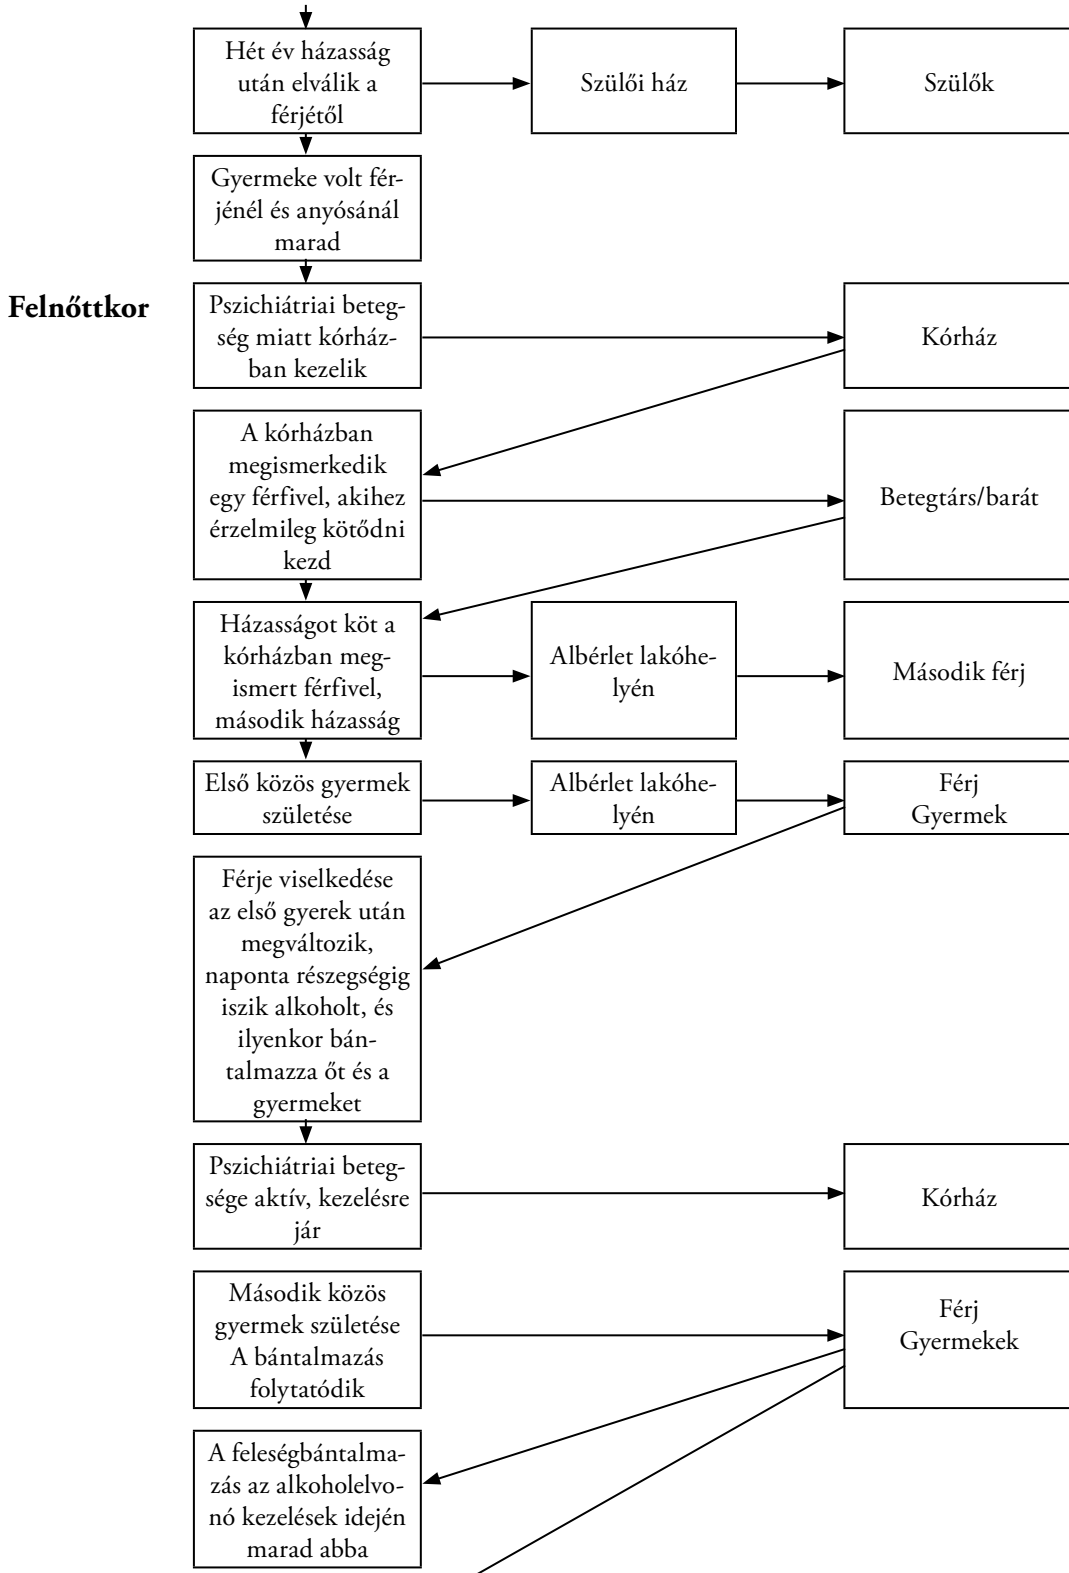 Hét év házasság
után elválik a
férjétől
Szülői ház
Szülők
Gyermeke volt fér-
jénél és anyósánál
marad
Felnőttkor
Pszichiátriai beteg-
ség miatt kórház-
ban kezelik
Kórház
A kórházban
megismerkedik
egy férfivel, akihez
érzelmileg kötődni
kezd
Betegtárs/barát
Házasságot köt a
kórházban meg-
ismert férfivel,
második házasság
Albérlet lakóhe-
lyén
Második férj
Első közös gyermek
születése
Albérlet lakóhe-
lyén
Férj
Gyermek
Férje viselkedése
az első gyerek után
megváltozik,
naponta részegségig
iszik alkoholt, és
ilyenkor bán-
talmazza őt és a
gyermeket
Pszichiátriai beteg-
sége aktív, kezelésre
jár
Kórház
Második közös
gyermek születése
A bántalmazás
folytatódik
Férj
Gyermekek
A feleségbántalma-
zás az alkoholelvo-
nó kezelések idején
marad abba